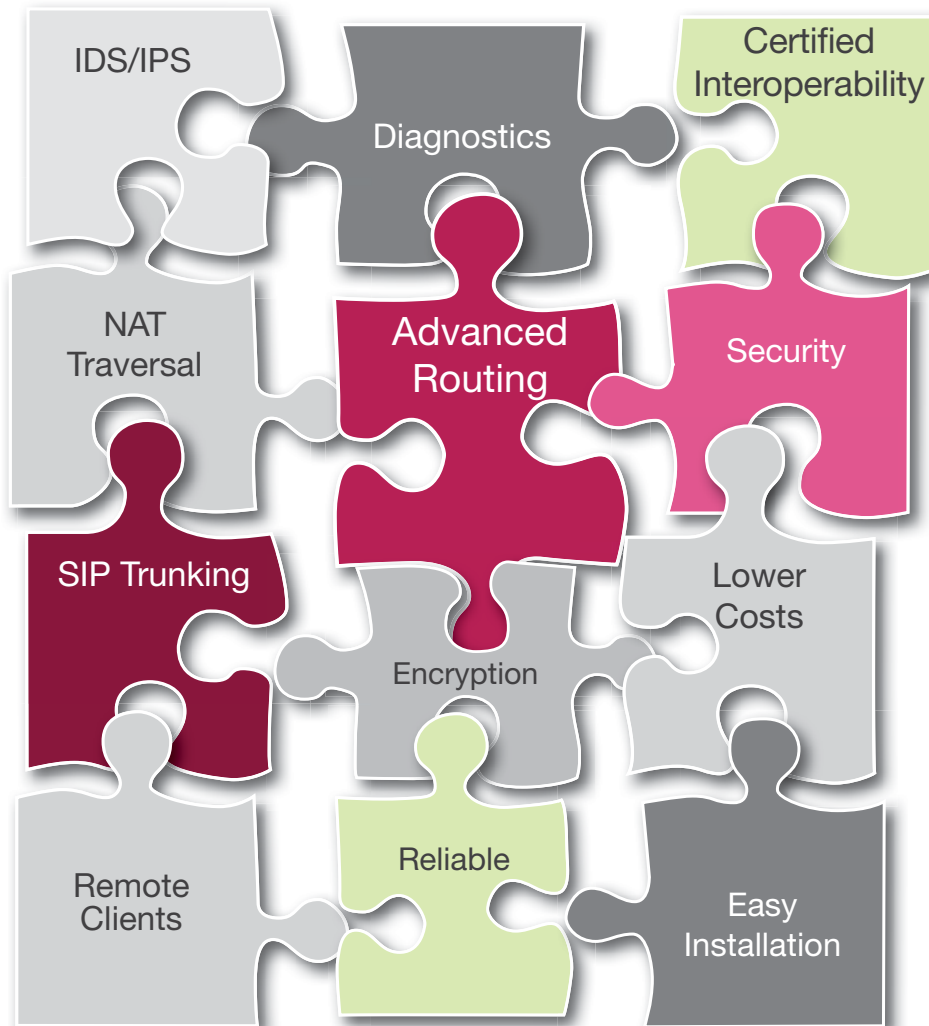 IDS/IPS
Diagnostics
Certified
Interoperability
NAT
Traversal
Advanced
Routing
Security
SIP Trunking
Encryption
Lower
Costs
Remote
Clients
Reliable
Easy
Installation